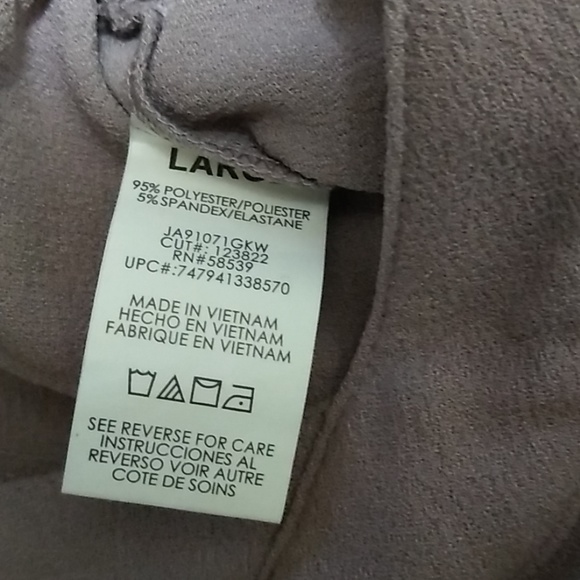 95% POLYESTER/POLIESTER
5% SPANDEX/ELASTANE
JA91071GKW
CUT#: 123822
RN#58539
UPC#:747941338570
MADE IN VIETNAM
HECHO EN VIETNAM
FABRIQUE EN VIETNAM
SEE REVERSE FOR CARE
INSTRUCCIONES AL
REVERSO VOIR AUTRE
COTE DE SOINS